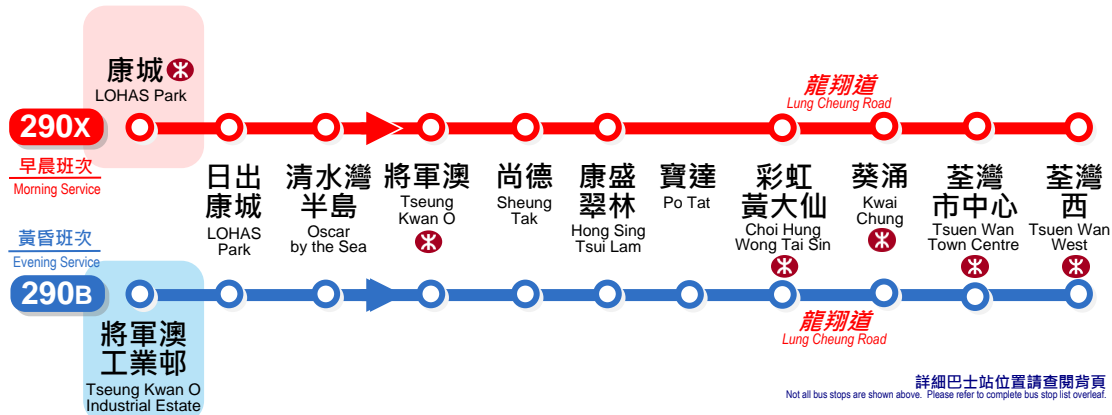 康城
LOHAS Park
290X
早晨班次
Morning Service
龍翔道
Lung Cheung Road
日出
康城
LOHAS
Park
清水灣
半島
Oscar
by the Sea
將軍澳
Tseung
Kwan O
尚德
Sheung
Tak
康盛
翠林
Hong Sing
Tsui Lam
寶達
Po Tat
彩虹
黃大仙
Choi Hung
Wong Tai Sin
葵涌
Kwai
Chung
荃灣
市中心
Tsuen Wan
Town Centre
荃灣
西
Tsuen Wan
West
黃昏班次
Evening Service
290B
將軍澳
工業邨
Tseung Kwan O
Industrial Estate
龍翔道
Lung Cheung Road
詳細巴士站位置請查閱背頁
Not all bus stops are shown above. Please refer to complete bus stop list overleaf.